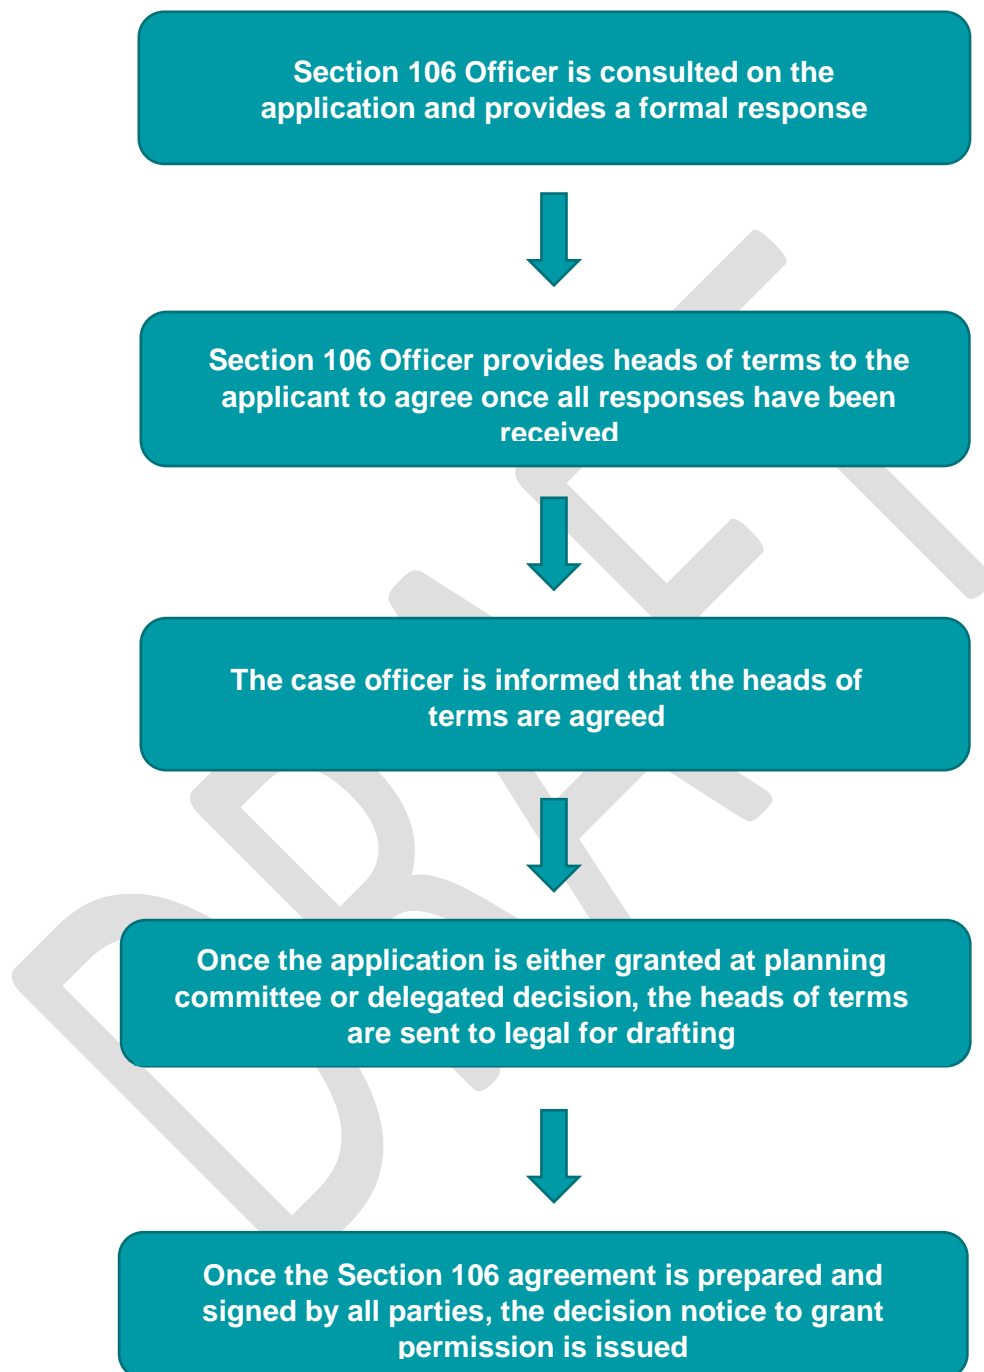 Section 106 Officer is consulted on the
application and provides a formal response
Section 106 Officer provides heads of terms to the
applicant to agree once all responses have been
received
The case officer is informed that the heads of
terms are agreed
Once the application is either granted at planning
committee or delegated decision, the heads of terms
are sent to legal for drafting
Once the Section 106 agreement is prepared and
signed by all parties, the decision notice to grant
permission is issued
DRAFT